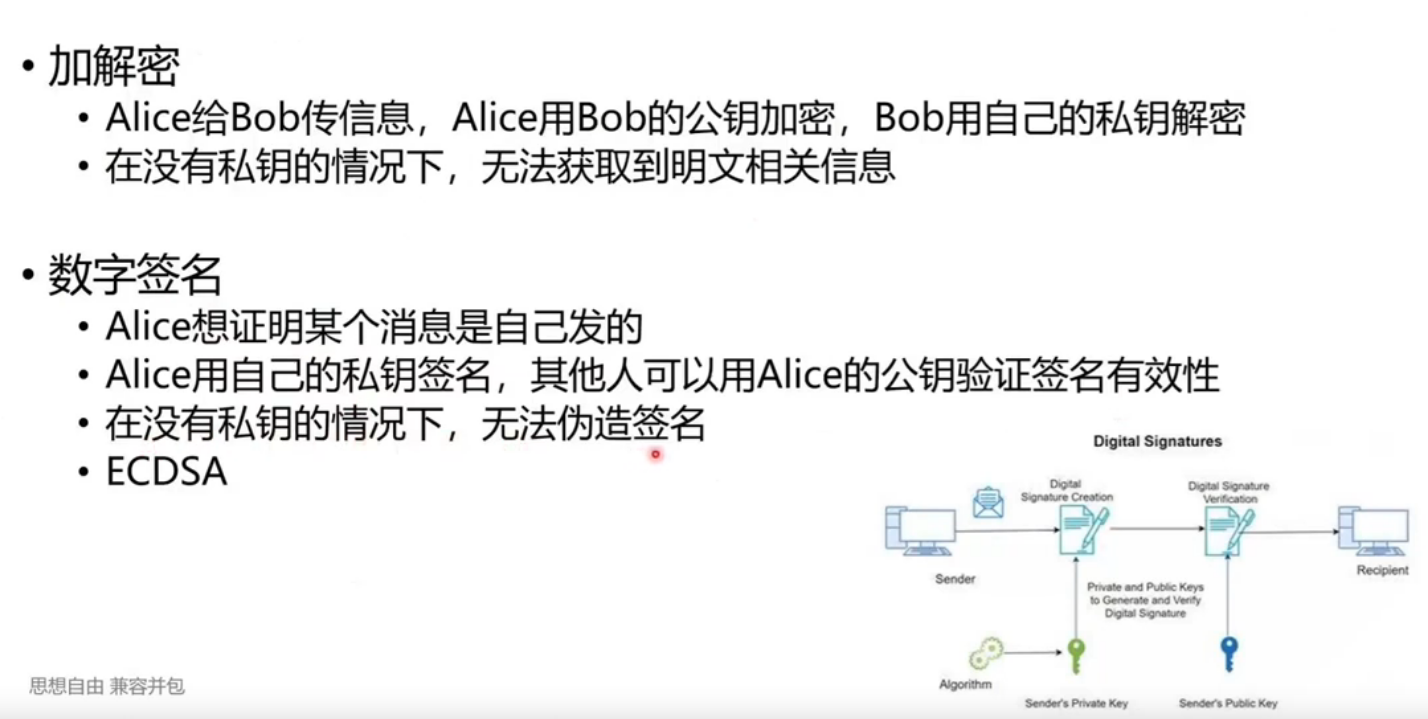 • 加解密
• Alice给Bob传信息，Alice用Bob的公钥加密，Bob用自己的私钥解密
• 在没有私钥的情况下，无法获取到明文相关信息
• 数字签名
• Alice想证明某个消息是自己发的
• Alice用自己的私钥签名，其他人可以用Alice的公钥验证签名有效性
• 在没有私钥的情况下，无法伪造签名
• ECDSA
Digital Signatures
Digital
Signature Creation
Digital Signature
Verification
Sender
Recipient
Private and Public Keys
to Generate and Verify
Digital Signature
Algorithm
Sender's Private Key
Sender's Public Key
思想自由 兼容并包